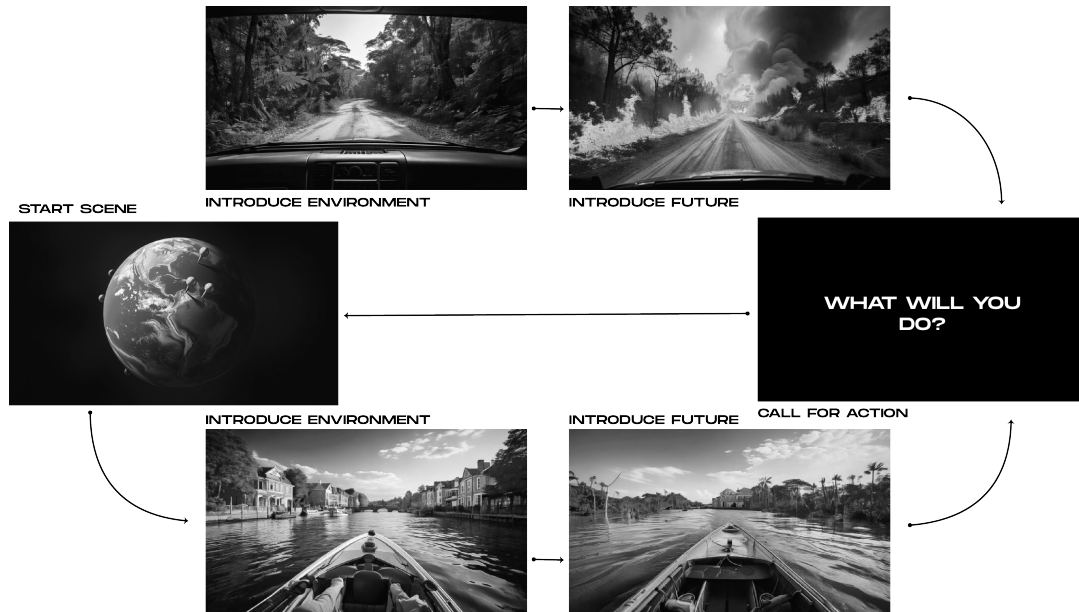 INTRODUCE ENVIRONMENT
INTRODUCE FUTURE
START SCENE
WHAT WILL YOU
DO?
CALL FOR ACTION
INTRODUCE ENVIRONMENT
INTRODUCE FUTURE